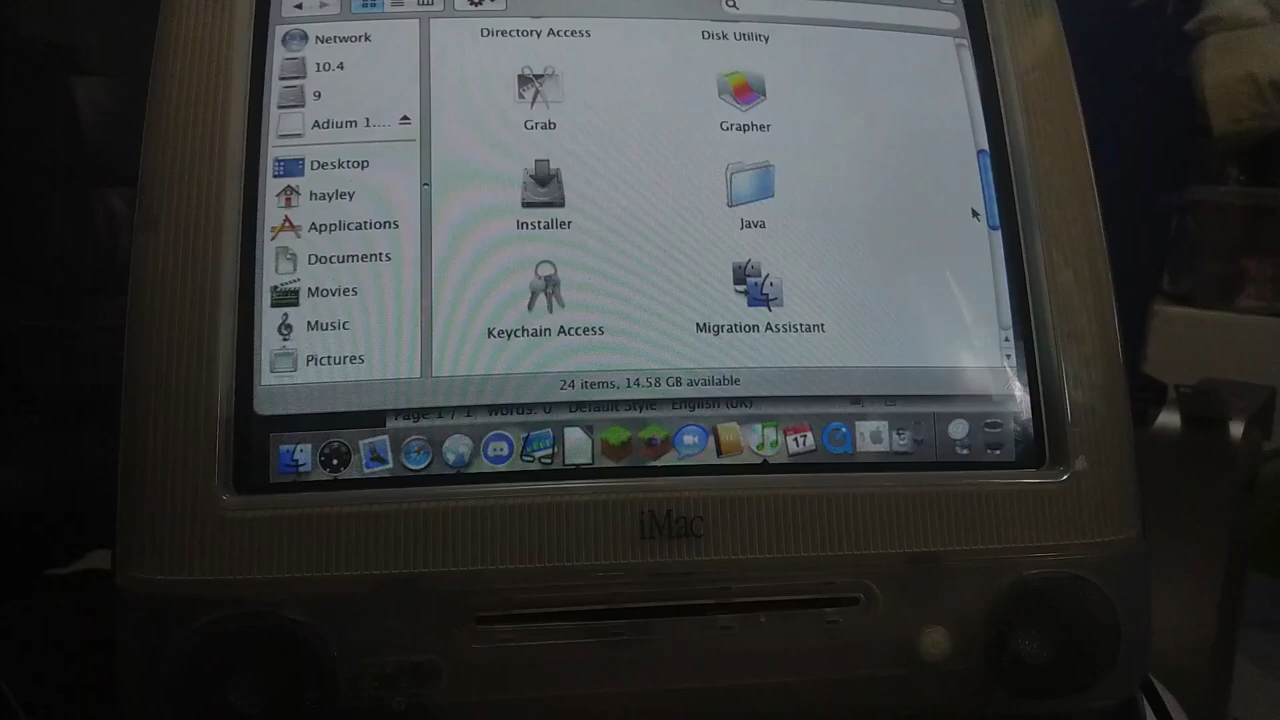 Directory Access
Disk Utility
Network
10.4
9
Adium 1....
Grab
Grapher
Desktop
hayley
Applications
Documents
Movies
Music
Pictures
Installer
Java
Keychain Access
Migration Assistant
24 items, 14.58 GB available
Page 1 / 1 Words: 0 Default Style English (UK)
17
iMac